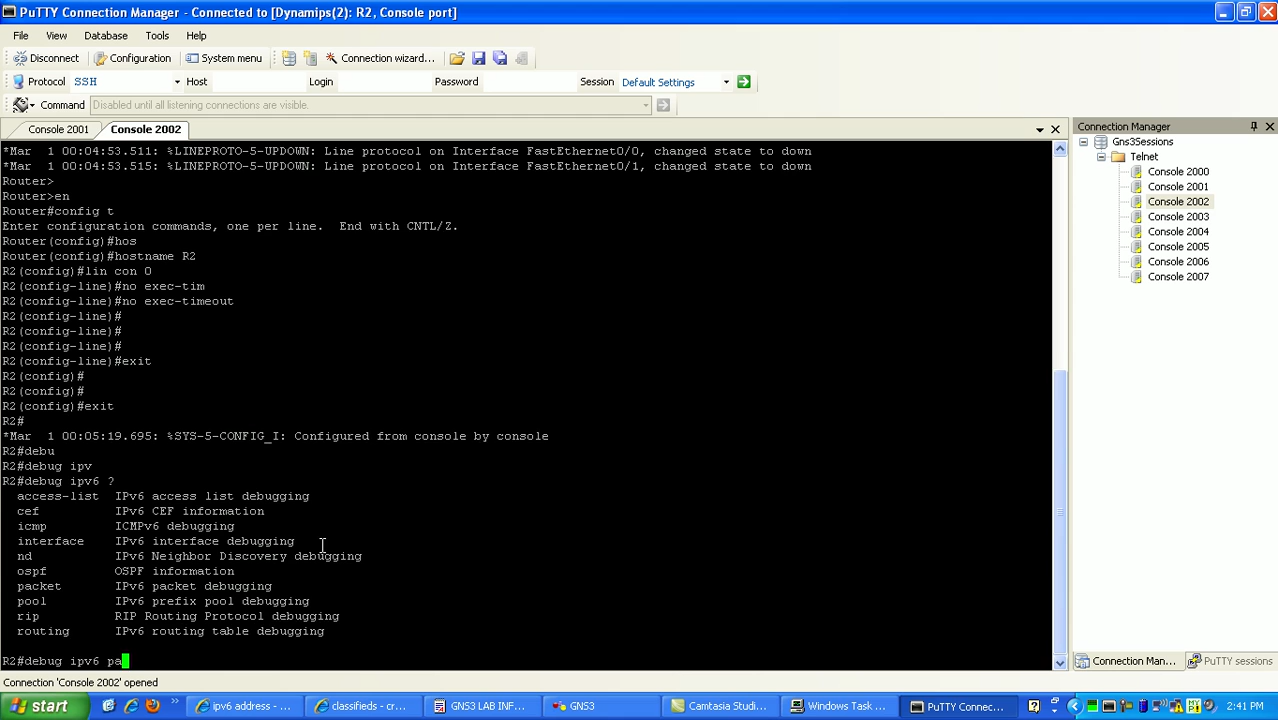 PuTTY Connection Manager - Connected to [Dynamips(2): R2, Console port]
File View Database Tools Help
Disconnect Configuration System menu Connection wizard...
Protocol SSH Host Login Password Session Default Settings
Command Disabled until all listening connections are visible.
Console 2001 Console 2002
*Mar  1 00:04:53.511: %LINEPROTO-5-UPDOWN: Line protocol on Interface FastEthernet0/0, changed state to down
*Mar  1 00:04:53.515: %LINEPROTO-5-UPDOWN: Line protocol on Interface FastEthernet0/1, changed state to down
Router>
Router>en
Router#config t
Enter configuration commands, one per line.  End with CNTL/Z.
Router(config)#hos
Router(config)#hostname R2
R2(config)#lin con 0
R2(config-line)#no exec-tim
R2(config-line)#no exec-timeout
R2(config-line)#
R2(config-line)#
R2(config-line)#
R2(config-line)#exit
R2(config)#
R2(config)#
R2(config)#exit
R2#
*Mar  1 00:05:19.695: %SYS-5-CONFIG_I: Configured from console by console
R2#debu
R2#debug ipv
R2#debug ipv6 ?
access-list  IPv6 access list debugging
cef          IPv6 CEF information
icmp         ICMPv6 debugging
interface    IPv6 interface debugging
nd           IPv6 Neighbor Discovery debugging
ospf         OSPF information
packet       IPv6 packet debugging
pool         IPv6 prefix pool debugging
rip          RIP Routing Protocol debugging
routing      IPv6 routing table debugging
R2#debug ipv6 pa
Connection Manager
Gns3Sessions
Telnet
Console 2000
Console 2001
Console 2002
Console 2003
Console 2004
Console 2005
Console 2006
Console 2007
Connection Man... PuTTY sessions
Connection 'Console 2002' opened
start ipv6 address - ... classifieds - cr... GNS3 LAB INF... GNS3 Camtasia Studi... Windows Task ... PuTTY Connec... 2:41 PM